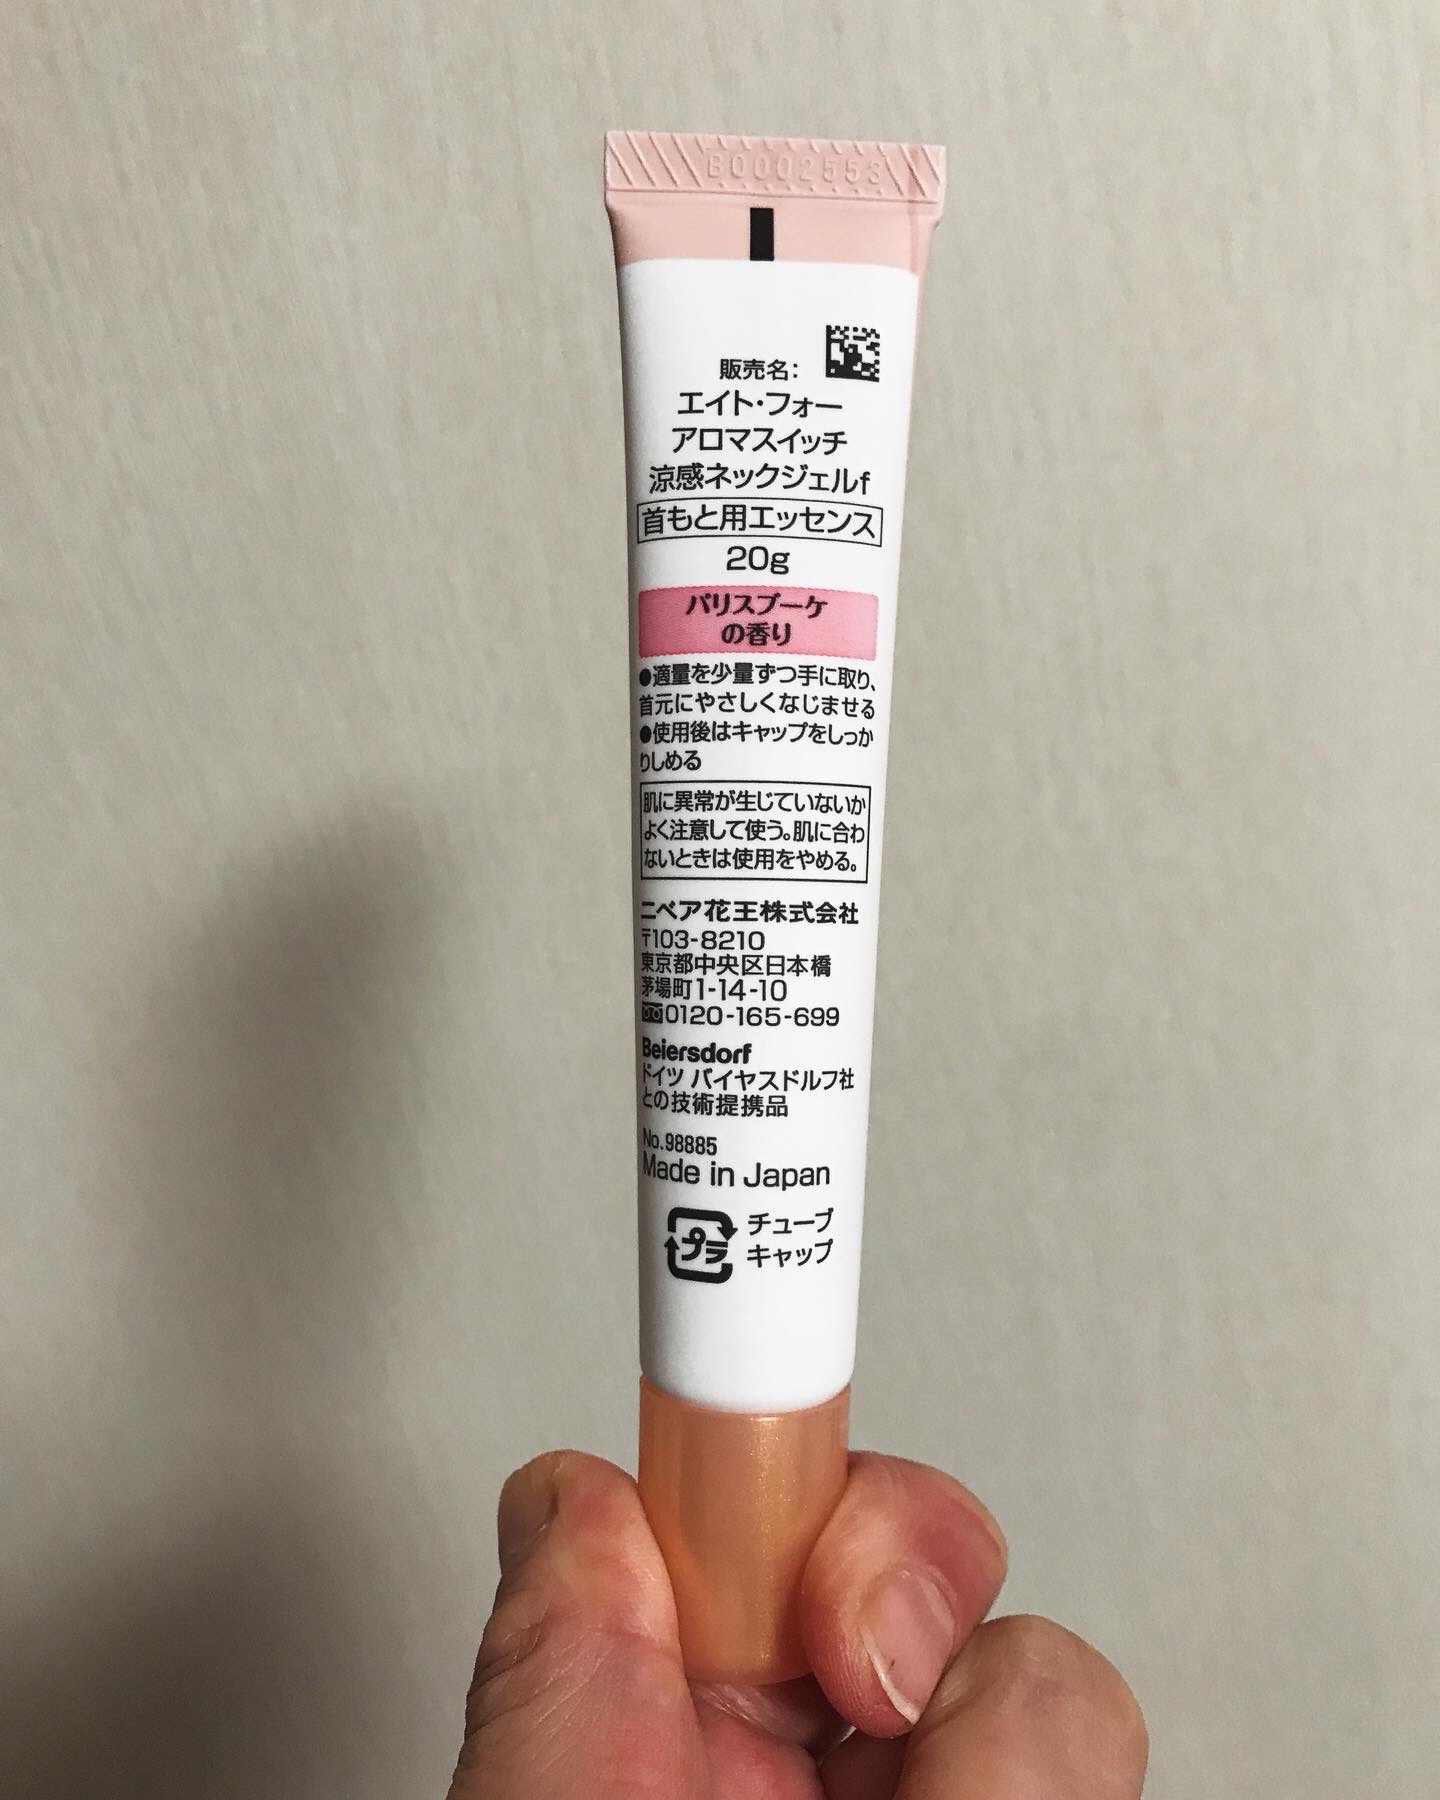 B0002553
販売名:
エイト・フォー
アロマスイッチ
涼感ネックジェルf
首もと用エッセンス
20g
パリスブーケ
の香り
●適量を少量ずつ手に取り、
首元にやさしくなじませる
●使用後はキャップをしっか
りしめる
肌に異常が生じていないか
よく注意して使う。肌に合わ
ないときは使用をやめる。
ニベア花王株式会社
〒103-8210
東京都中央区日本橋
茅場町1-14-10
0120-165-699
Beiersdorf
ドイツ バイヤスドルフ社
との技術提携品
No.98885
Made in Japan
プラ チューブ
キャップ